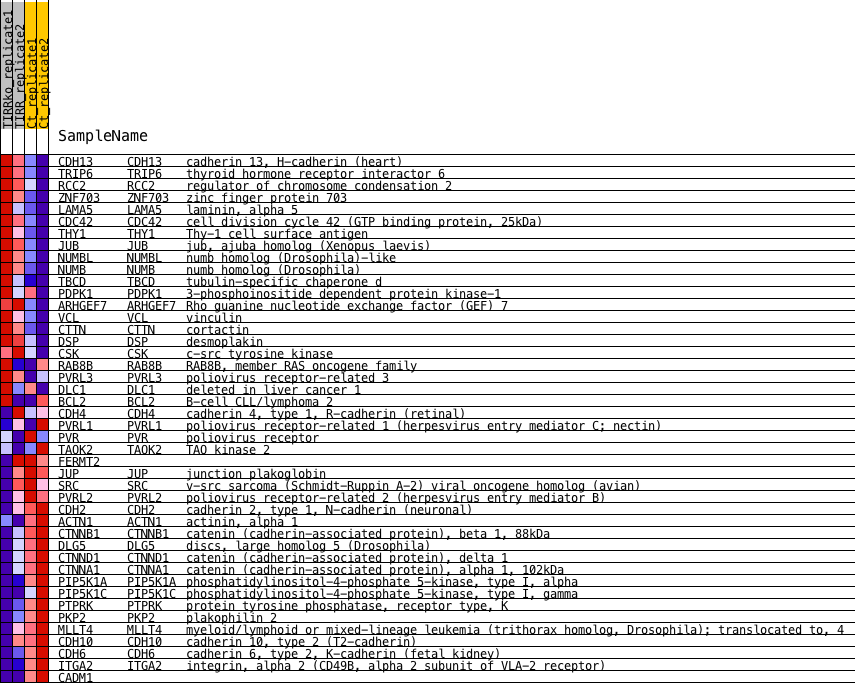 TIRRko_replicate1
TIRR_replicate2
Ct_replicate1
Ct_replicate2
SampleName
CDH13 CDH13 cadherin 13, H-cadherin (heart)
TRIP6 TRIP6 thyroid hormone receptor interactor 6
RCC2 RCC2 regulator of chromosome condensation 2
ZNF703 ZNF703 zinc finger protein 703
LAMA5 LAMA5 laminin, alpha 5
CDC42 CDC42 cell division cycle 42 (GTP binding protein, 25kDa)
THY1 THY1 Thy-1 cell surface antigen
JUB JUB jub, ajuba homolog (Xenopus laevis)
NUMBL NUMBL numb homolog (Drosophila)-like
NUMB NUMB numb homolog (Drosophila)
TBCD TBCD tubulin-specific chaperone d
PDPK1 PDPK1 3-phosphoinositide dependent protein kinase-1
ARHGEF7 ARHGEF7 Rho guanine nucleotide exchange factor (GEF) 7
VCL VCL vinculin
CTTN CTTN cortactin
DSP DSP desmoplakin
CSK CSK c-src tyrosine kinase
RAB8B RAB8B RAB8B, member RAS oncogene family
PVRL3 PVRL3 poliovirus receptor-related 3
DLC1 DLC1 deleted in liver cancer 1
BCL2 BCL2 B-cell CLL/lymphoma 2
CDH4 CDH4 cadherin 4, type 1, R-cadherin (retinal)
PVRL1 PVRL1 poliovirus receptor-related 1 (herpesvirus entry mediator C; nectin)
PVR PVR poliovirus receptor
TAOK2 TAOK2 TAO kinase 2
FERMT2
JUP JUP junction plakoglobin
SRC SRC v-src sarcoma (Schmidt-Ruppin A-2) viral oncogene homolog (avian)
PVRL2 PVRL2 poliovirus receptor-related 2 (herpesvirus entry mediator B)
CDH2 CDH2 cadherin 2, type 1, N-cadherin (neuronal)
ACTN1 ACTN1 actinin, alpha 1
CTNNB1 CTNNB1 catenin (cadherin-associated protein), beta 1, 88kDa
DLG5 DLG5 discs, large homolog 5 (Drosophila)
CTNND1 CTNND1 catenin (cadherin-associated protein), delta 1
CTNNA1 CTNNA1 catenin (cadherin-associated protein), alpha 1, 102kDa
PIP5K1A PIP5K1A phosphatidylinositol-4-phosphate 5-kinase, type I, alpha
PIP5K1C PIP5K1C phosphatidylinositol-4-phosphate 5-kinase, type I, gamma
PTPRK PTPRK protein tyrosine phosphatase, receptor type, K
PKP2 PKP2 plakophilin 2
MLLT4 MLLT4 myeloid/lymphoid or mixed-lineage leukemia (trithorax homolog, Drosophila); translocated to, 4
CDH10 CDH10 cadherin 10, type 2 (T2-cadherin)
CDH6 CDH6 cadherin 6, type 2, K-cadherin (fetal kidney)
ITGA2 ITGA2 integrin, alpha 2 (CD49B, alpha 2 subunit of VLA-2 receptor)
CADM1